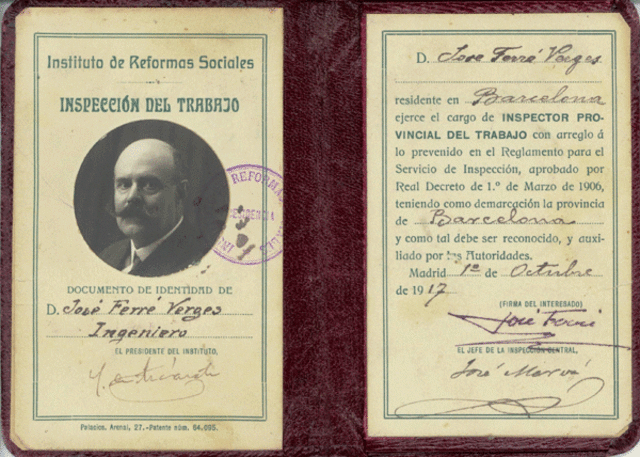 Instituto de Reformas Sociales
INSPECCIÓN DEL TRABAJO
REFORMAS
DOCUMENTO DE IDENTIDAD DE
D. José Ferré Verges
Ingeniero
EL PRESIDENTE DEL INSTITUTO,
Palacios, Arenal, 27.-Patente núm. 64.095.
D. Jose Ferré Verges
residente en Barcelona
ejerce el cargo de INSPECTOR PRO-
VINCIAL DEL TRABAJO con arreglo á
lo prevenido en el Reglamento para el
Servicio de Inspección, aprobado por
Real Decreto de 1.º de Marzo de 1906,
teniendo como demarcación la provincia
de Barcelona
y como tal debe ser reconocido, y auxi-
liado por las Autoridades.
Madrid 1º de Octubre
de 1917
(FIRMA DEL INTERESADO)
José Ferré
EL JEFE DE LA INSPECCIÓN CENTRAL,
José Marvá